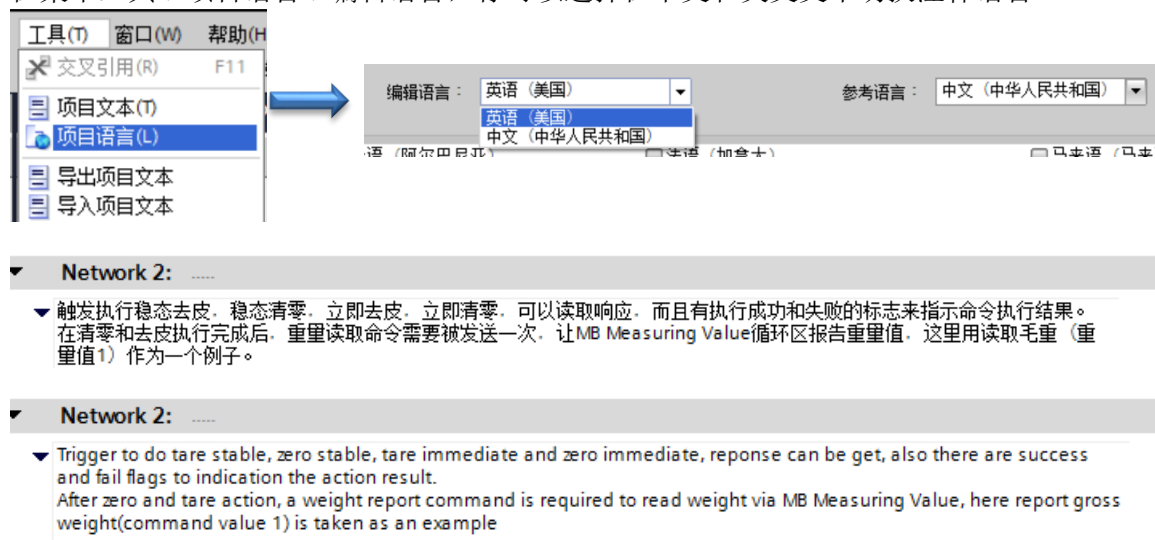 工具(T) 窗口(W) 帮助(H
交叉引用(R) F11
项目文本(T)
项目语言(L)
导出项目文本
导入项目文本
编辑语言： 英语（美国） 参考语言： 中文（中华人民共和国）
英语（美国）
中文（中华人民共和国）
Network 2: .....
触发执行稳态去皮，稳态清零，立即去皮，立即清零，可以读取响应，而且有执行成功和失败的标志来指示命令执行结果。
在清零和去皮执行完成后，重量读取命令需要被发送一次，让MB Measuring Value循环区报告重量值，这里用读取毛重（重
量值1）作为一个例子。
Network 2: .....
Trigger to do tare stable, zero stable, tare immediate and zero immediate, reponse can be get, also there are success
and fail flags to indication the action result.
After zero and tare action, a weight report command is required to read weight via MB Measuring Value, here report gross
weight(command value 1) is taken as an example